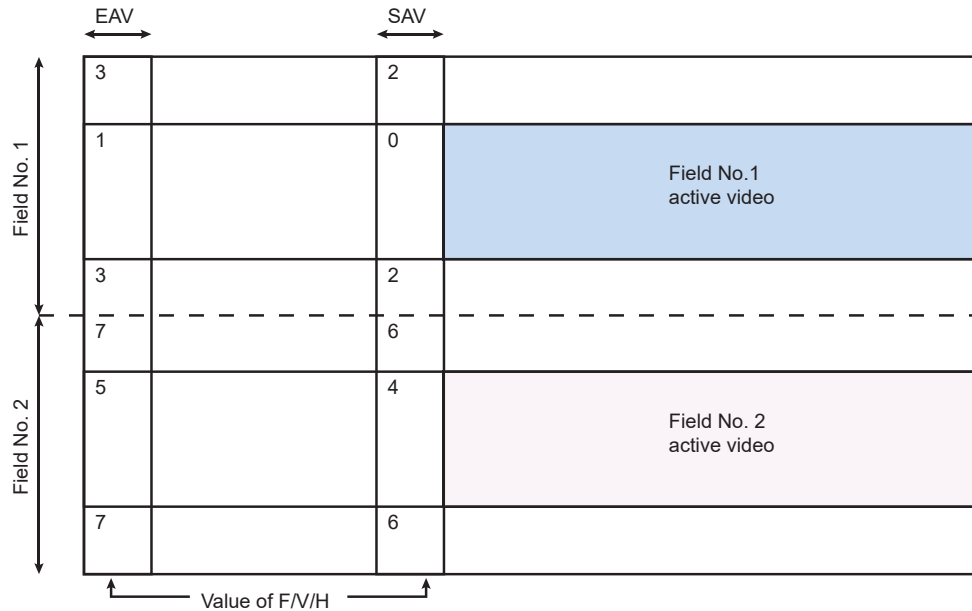 EAV SAV
3 2
1 0
Field No.1
active video
Field No. 1
3 2
7 6
5 4
Field No. 2
active video
Field No. 2
7 6
Value of F/V/H